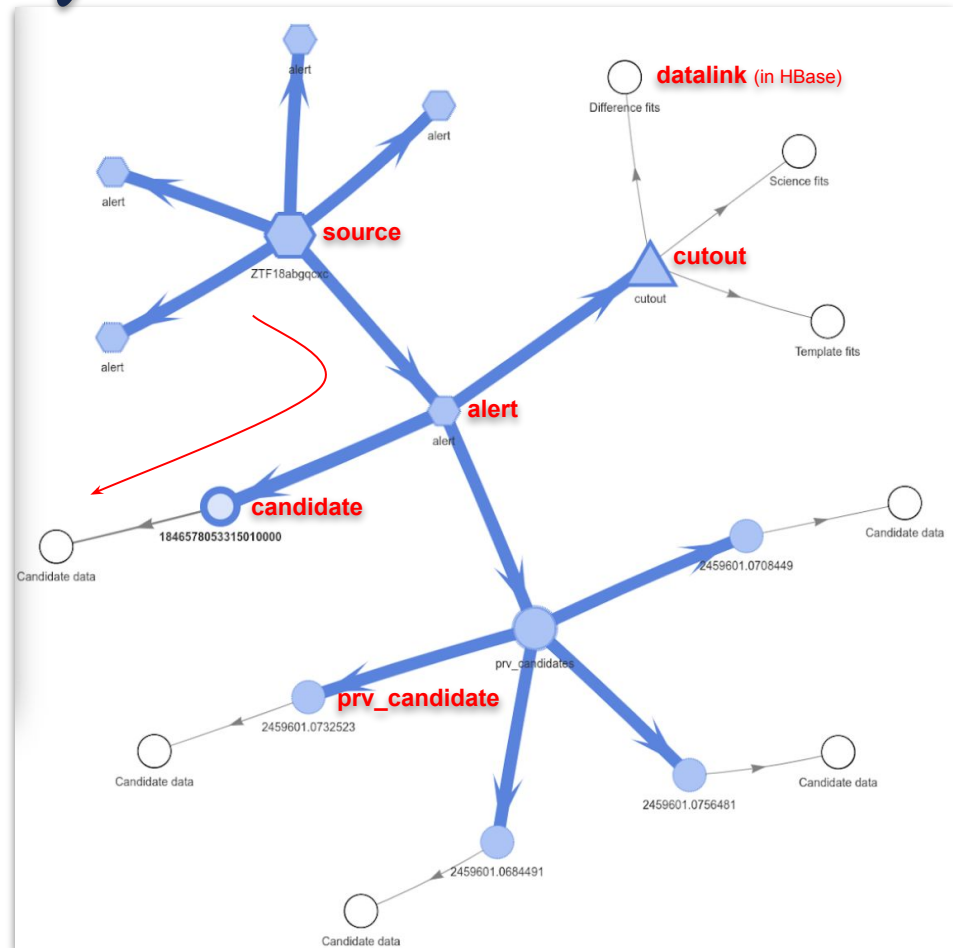 alert
datalink (in HBase)
Difference fits
alert
Science fits
alert
source
ZTF18abgqcxc
cutout
cutout
Template fits
alert
alert
alert
candidate
1846578053315010000
Candidate data
Candidate data
2459601.0708449
prv_candidates
prv_candidate
2459601.0732523
Candidate data
Candidate data
2459601.0756481
2459601.0684491
Candidate data